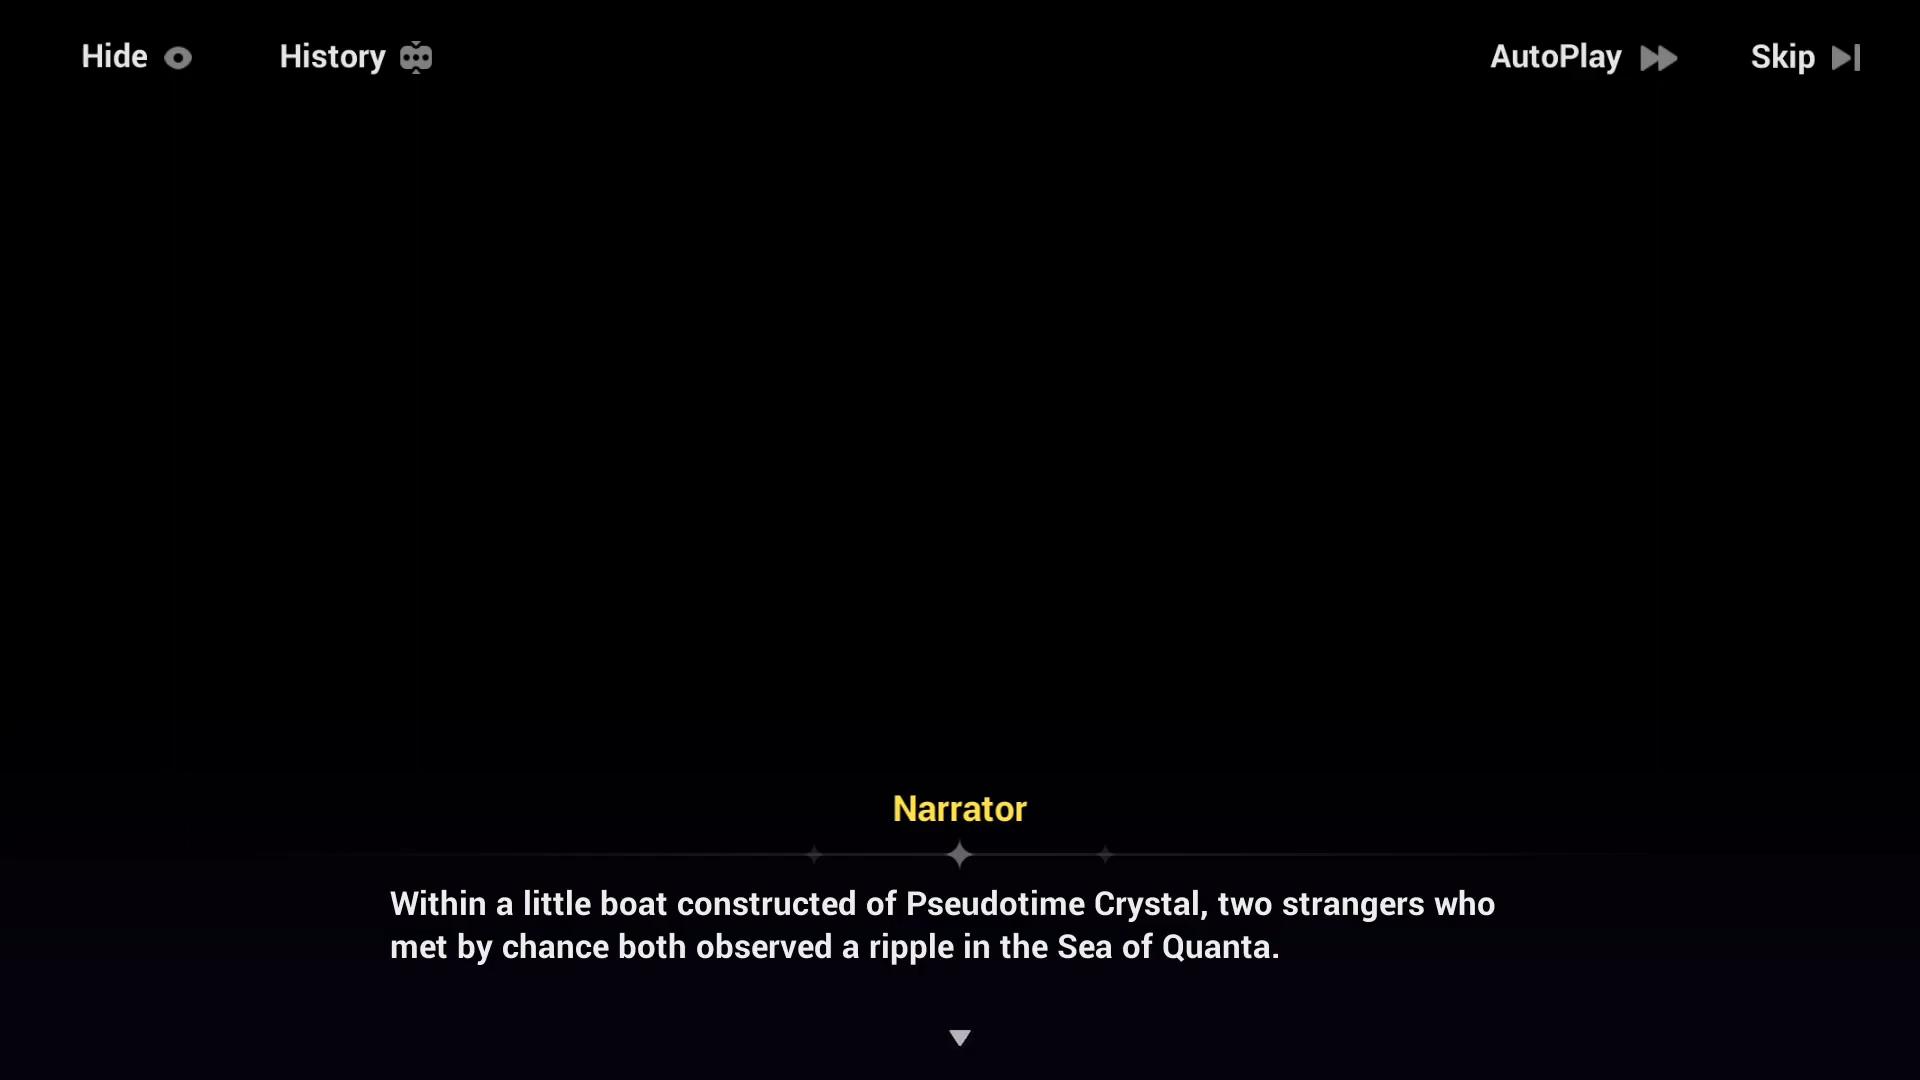 Hide
History
AutoPlay
Skip
Narrator
Within a little boat constructed of Pseudotime Crystal, two strangers who
met by chance both observed a ripple in the Sea of Quanta.